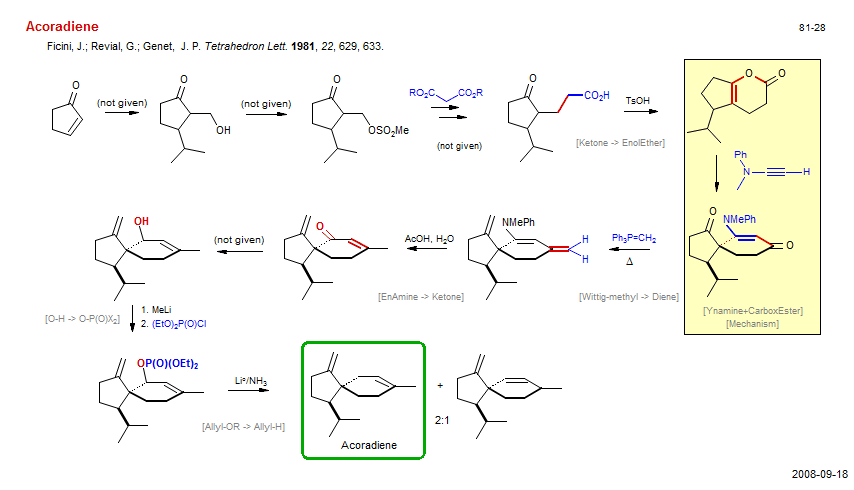 Acoradiene
81-28
Ficini, J.; Revial, G.; Genet, J. P. Tetrahedron Lett. 1981, 22, 629, 633.
O
(not given)
O
OH
(not given)
O
OSO2Me
RO2C CO2R
(not given)
O
CO2H
[Ketone -> EnolEther]
TsOH
O O
Ph
N H
O
NMePh
O
[Ynamine+CarboxEster]
[Mechanism]
Ph3P=CH2
Δ
[Wittig-methyl -> Diene]
NMePh
H
H
AcOH, H2O
[EnAmine -> Ketone]
O
(not given)
OH
[O-H -> O-P(O)X2]
1. MeLi
2. (EtO)2P(O)Cl
OP(O)(OEt)2
Li°/NH3
[Allyl-OR -> Allyl-H]
Acoradiene
+
2:1
2008-09-18